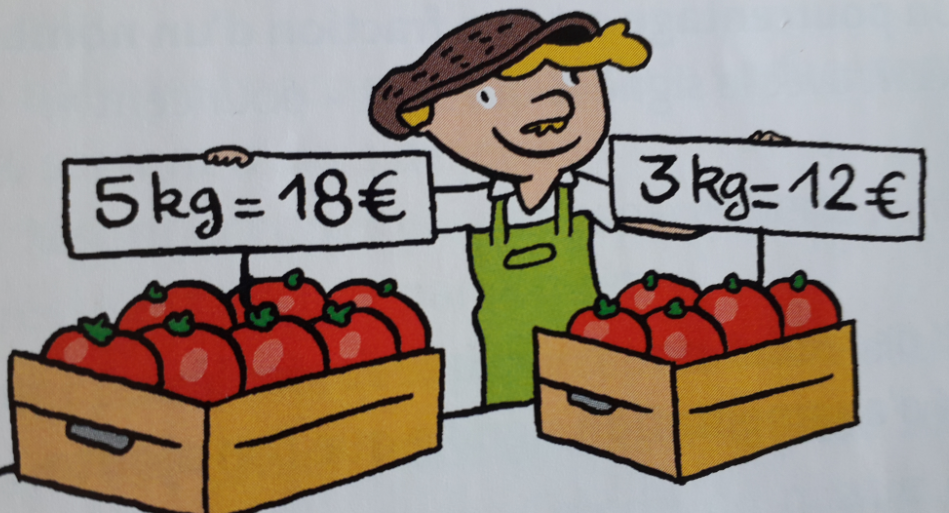 5 kg = 18 €
3 kg = 12 €